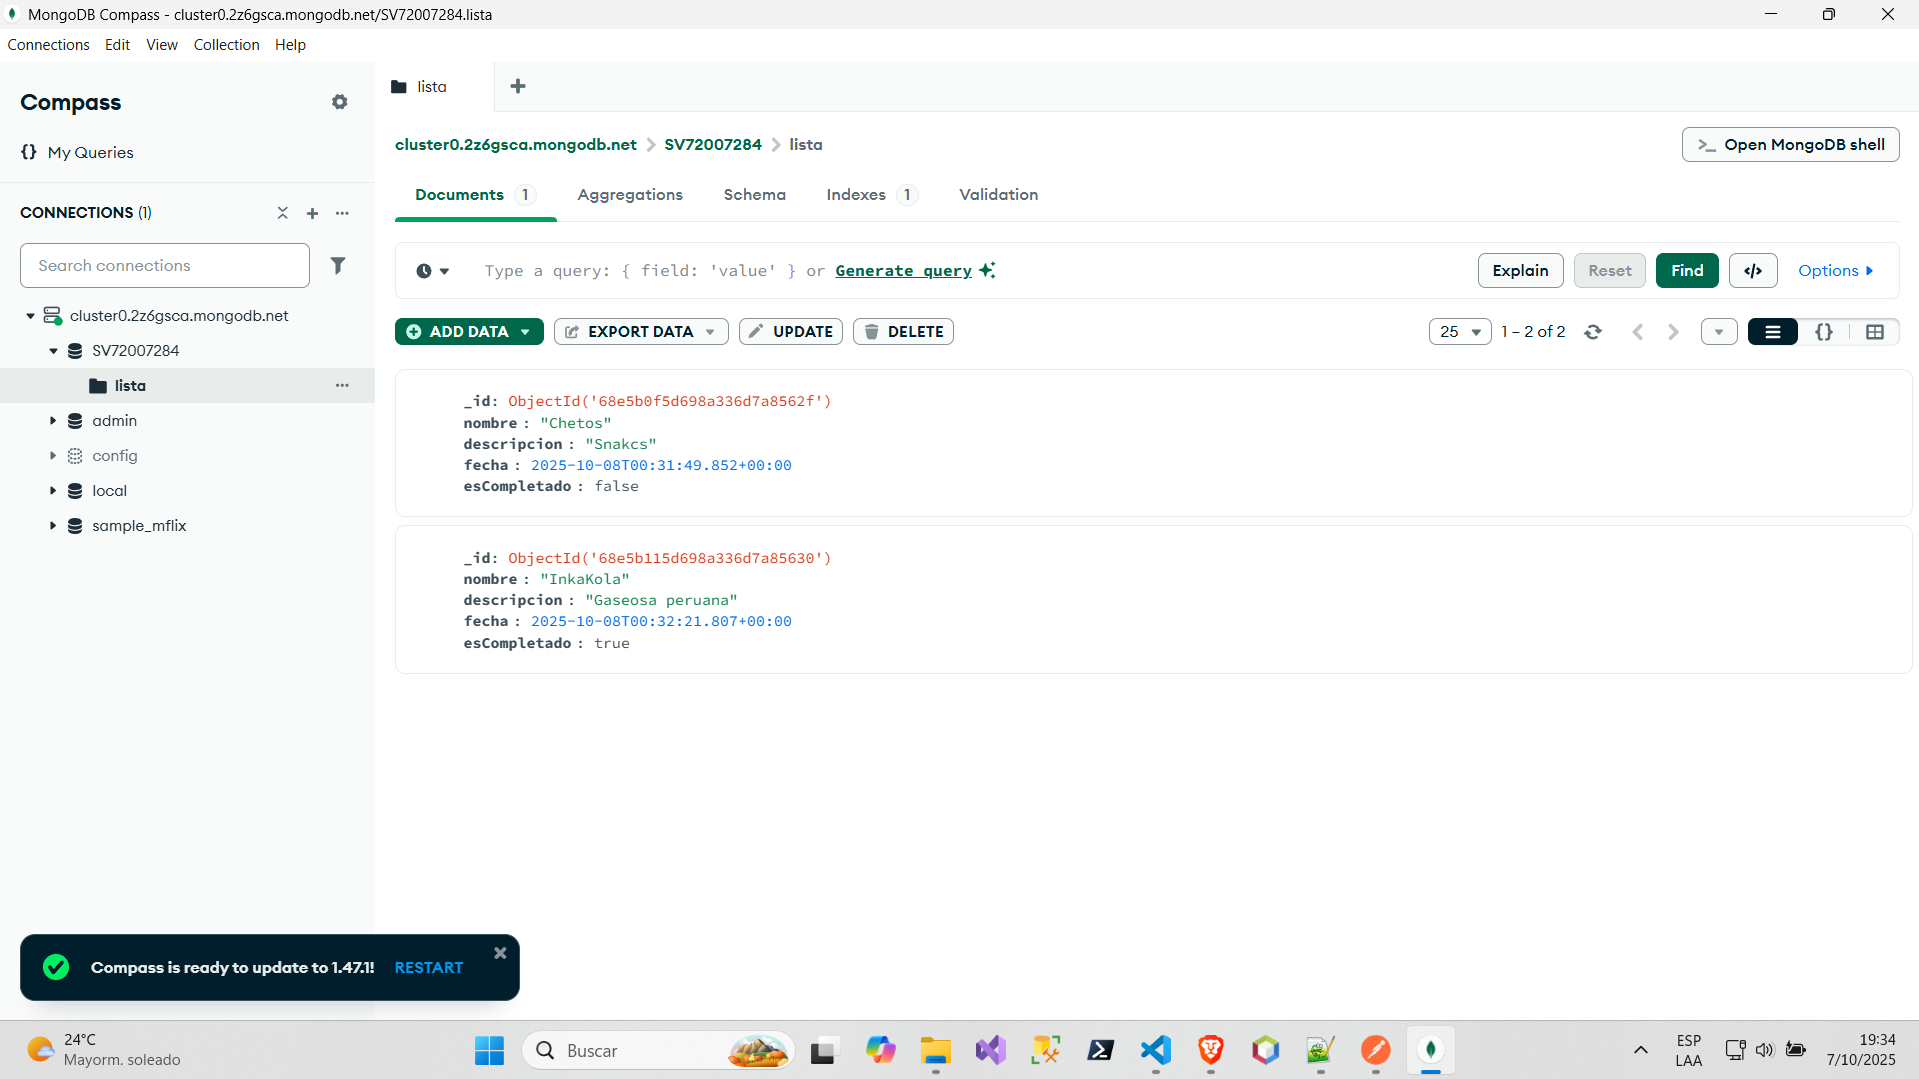 MongoDB Compass - cluster0.2z6gsca.mongodb.net/SV72007284.lista
Connections Edit View Collection Help
Compass
My Queries
CONNECTIONS (1)
Search connections
cluster0.2z6gsca.mongodb.net
SV72007284
lista
admin
config
local
sample_mflix
lista
cluster0.2z6gsca.mongodb.net > SV72007284 > lista
Open MongoDB shell
Documents 1 Aggregations Schema Indexes 1 Validation
Type a query: { field: 'value' } or Generate query
Explain Reset Find </> Options
ADD DATA EXPORT DATA UPDATE DELETE
25 1 – 2 of 2 {}
_id: ObjectId('68e5b0f5d698a336d7a8562f')
nombre : "Chetos"
descripcion : "Snakcs"
fecha : 2025-10-08T00:31:49.852+00:00
esCompletado : false
_id: ObjectId('68e5b115d698a336d7a85630')
nombre : "InkaKola"
descripcion : "Gaseosa peruana"
fecha : 2025-10-08T00:32:21.807+00:00
esCompletado : true
Compass is ready to update to 1.47.1! RESTART
24°C
Mayorm. soleado
Buscar
ESP
LAA
19:34
7/10/2025